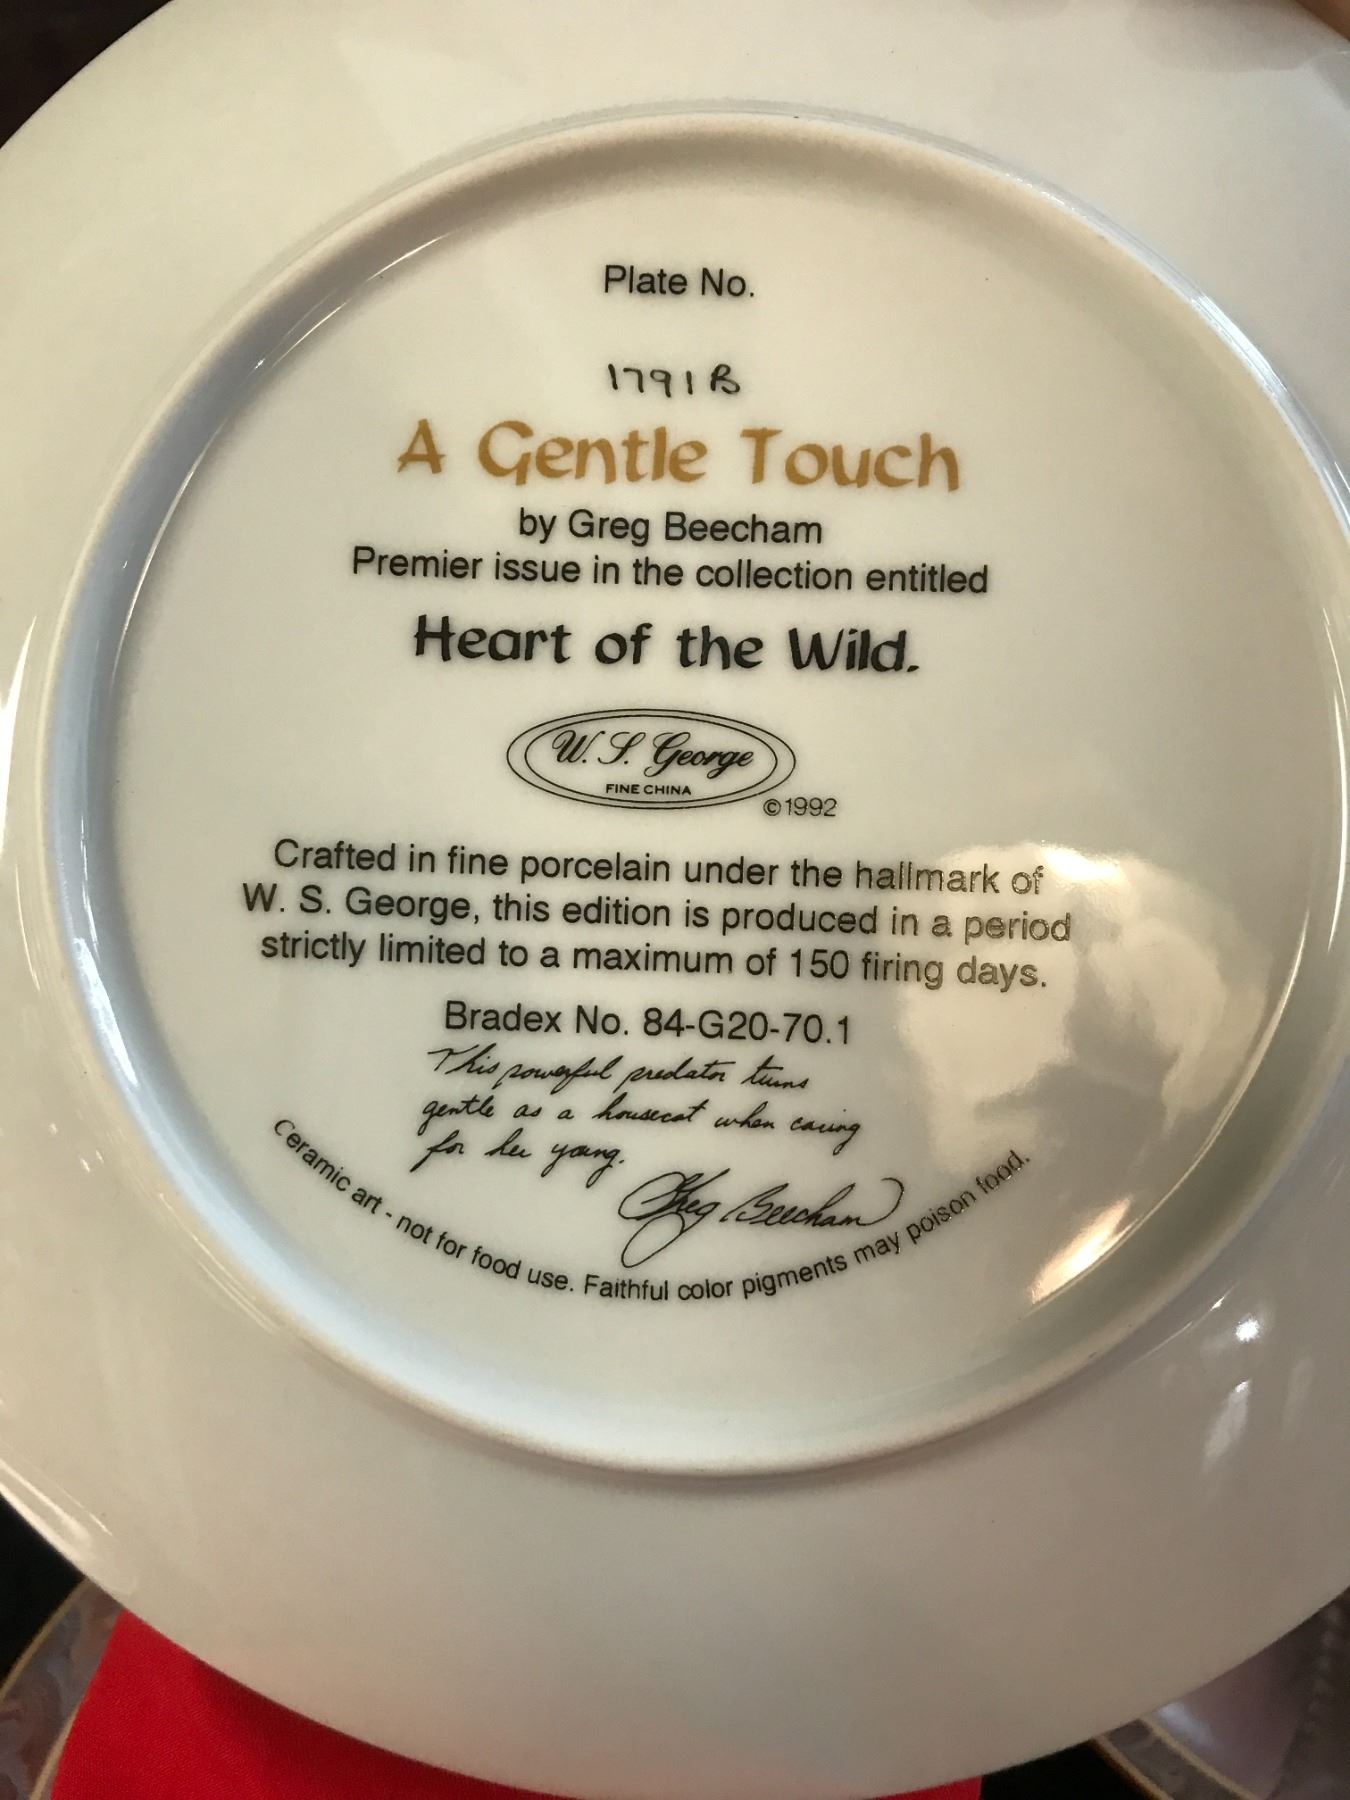 Plate No.
1791B
A Gentle Touch
by Greg Beecham
Premier issue in the collection entitled
Heart of the Wild.
W. S. George
FINE CHINA
©1992
Crafted in fine porcelain under the hallmark of
W. S. George, this edition is produced in a period
strictly limited to a maximum of 150 firing days.
Bradex No. 84-G20-70.1
This powerful predator turns
gentle as a housecat when caring
for her young.
Greg Beecham
Ceramic art - not for food use. Faithful color pigments may poison food.